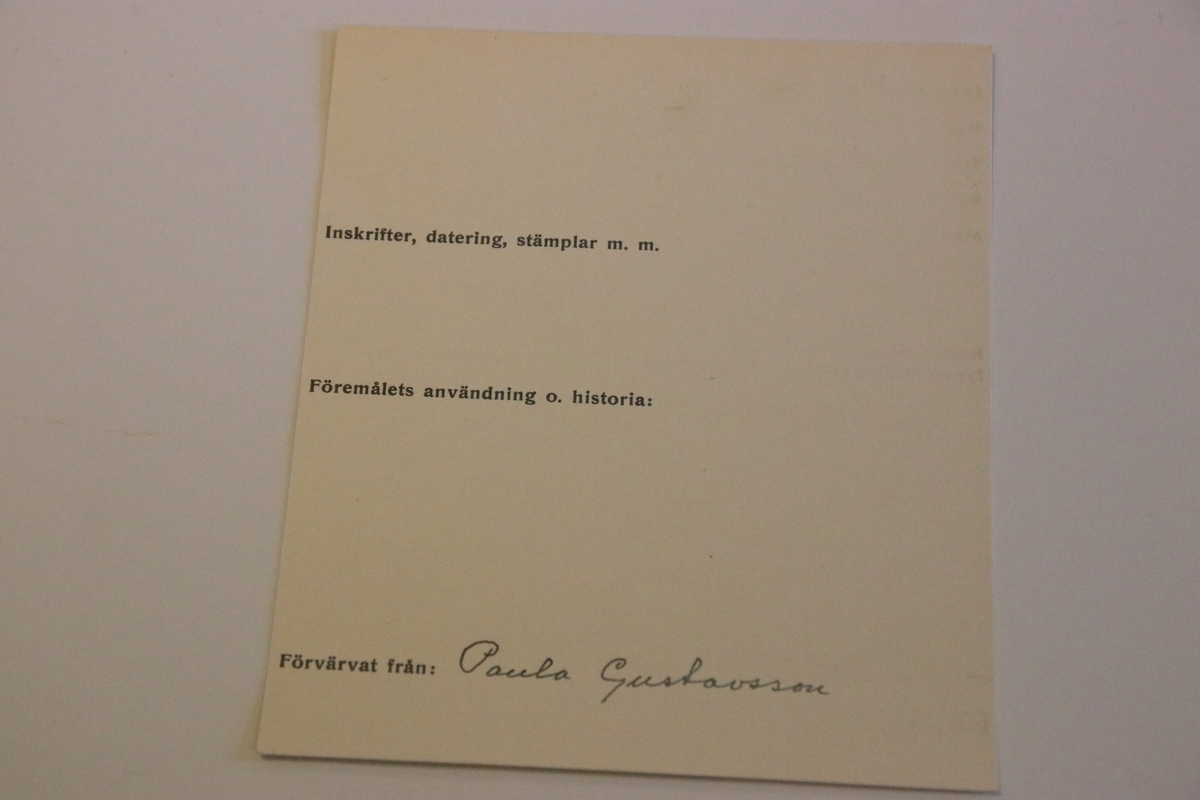 Inskrifter, datering, stämplar m. m.
Föremålets användning o. historia:
Förvärvat från: Paula Gustavsson